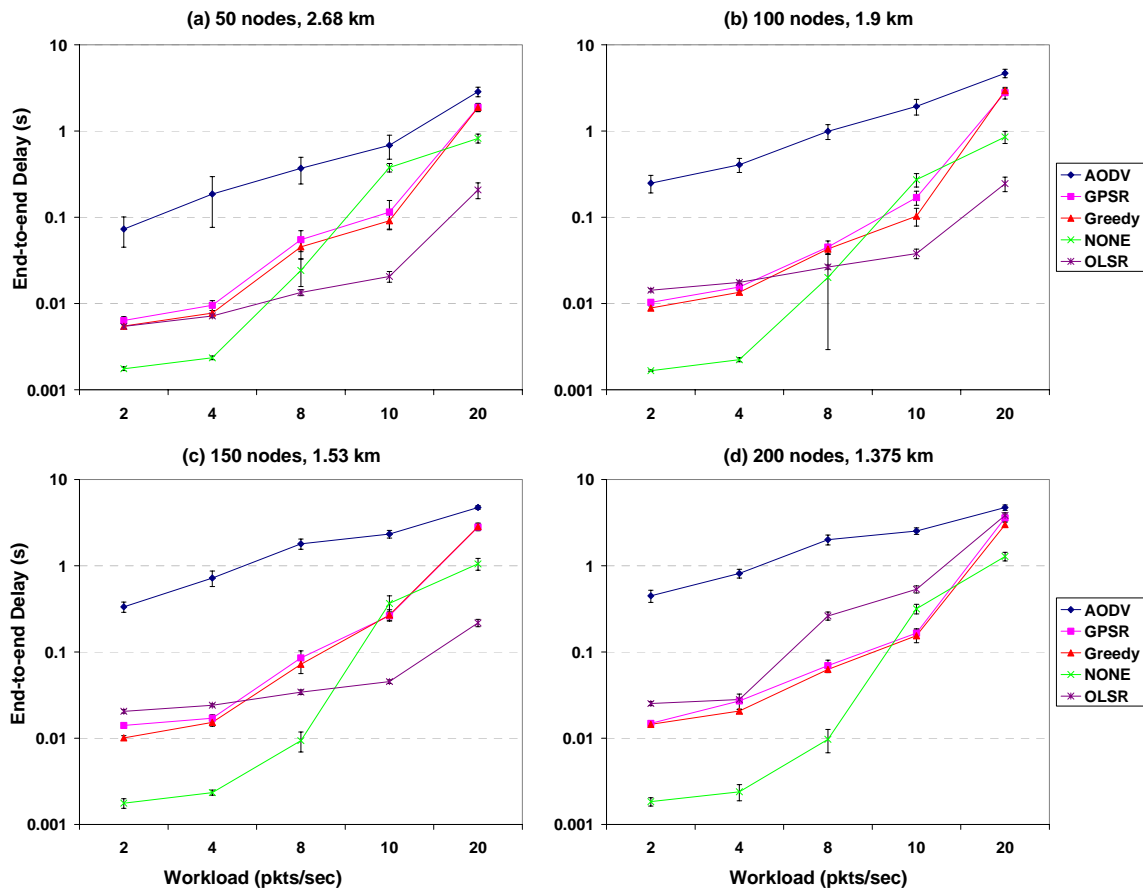 (a) 50 nodes, 2.68 km
10
1
0.1
0.01
0.001
End-to-end Delay (s)
2 4 8 10 20
(b) 100 nodes, 1.9 km
10
1
0.1
0.01
0.001
2 4 8 10 20
AODV
GPSR
Greedy
NONE
OLSR
(c) 150 nodes, 1.53 km
10
1
0.1
0.01
0.001
End-to-end Delay (s)
2 4 8 10 20
Workload (pkts/sec)
(d) 200 nodes, 1.375 km
10
1
0.1
0.01
0.001
2 4 8 10 20
Workload (pkts/sec)
AODV
GPSR
Greedy
NONE
OLSR